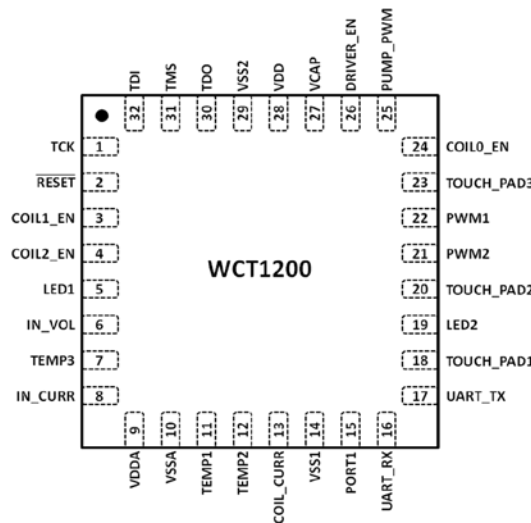 TDI
TMS
TDO
VSS2
VDD
VCAP
DRIVER_EN
PUMP_PWM
32
31
30
29
28
27
26
25
TCK 1
RESET 2
COIL1_EN 3
COIL2_EN 4
LED1 5
IN_VOL 6
TEMP3 7
IN_CURR 8
WCT1200
24 COIL0_EN
23 TOUCH_PAD3
22 PWM1
21 PWM2
20 TOUCH_PAD2
19 LED2
18 TOUCH_PAD1
17 UART_TX
9
10
11
12
13
14
15
16
VDDA
VSSA
TEMP1
TEMP2
COIL_CURR
VSS1
PORT1
UART_RX